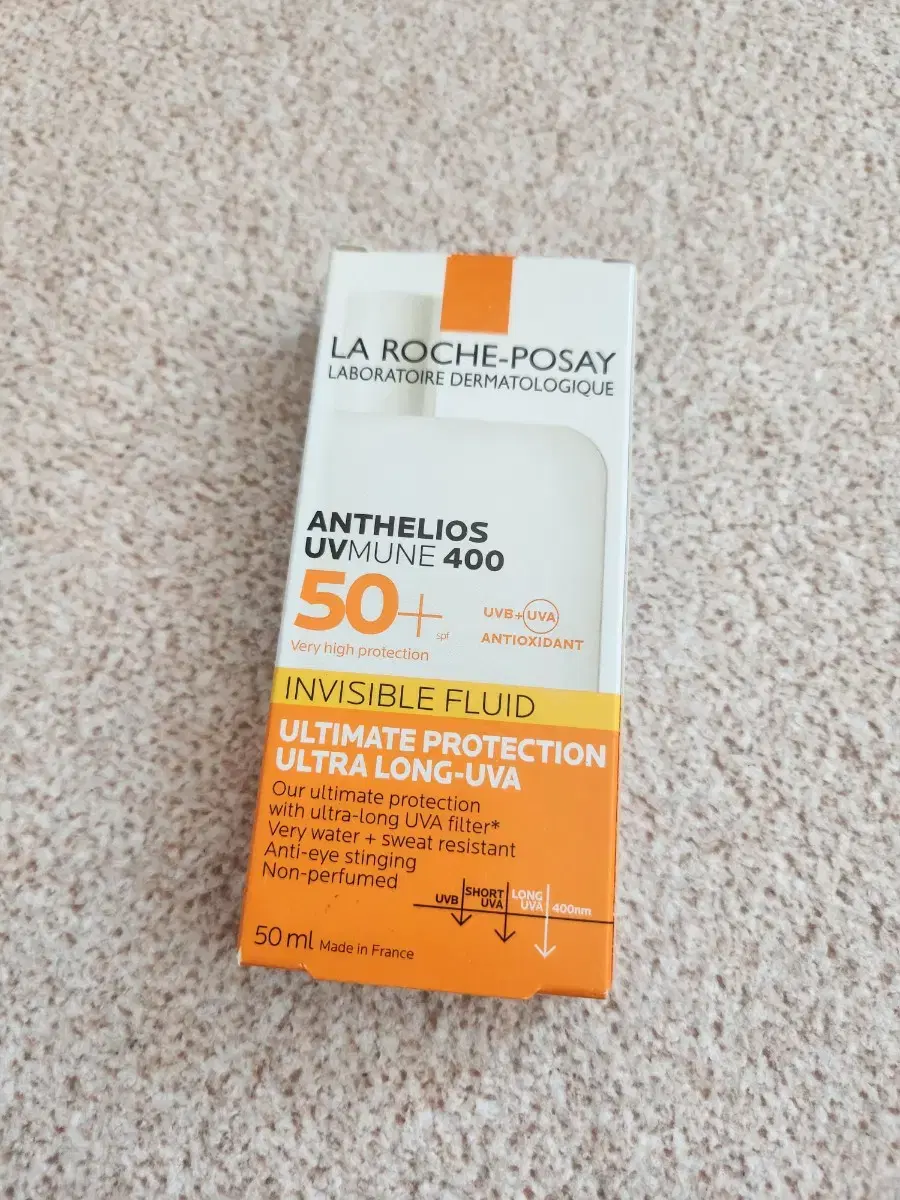 LA ROCHE-POSAY
LABORATOIRE DERMATOLOGIQUE
ANTHELIOS
UVMUNE 400
50+ spf
Very high protection
UVB+UVA
ANTIOXIDANT
INVISIBLE FLUID
ULTIMATE PROTECTION
ULTRA LONG-UVA
Our ultimate protection
with ultra-long UVA filter*
Very water + sweat resistant
Anti-eye stinging
Non-perfumed
UVB
SHORT
UVA
LONG
UVA
400nm
50 ml Made in France